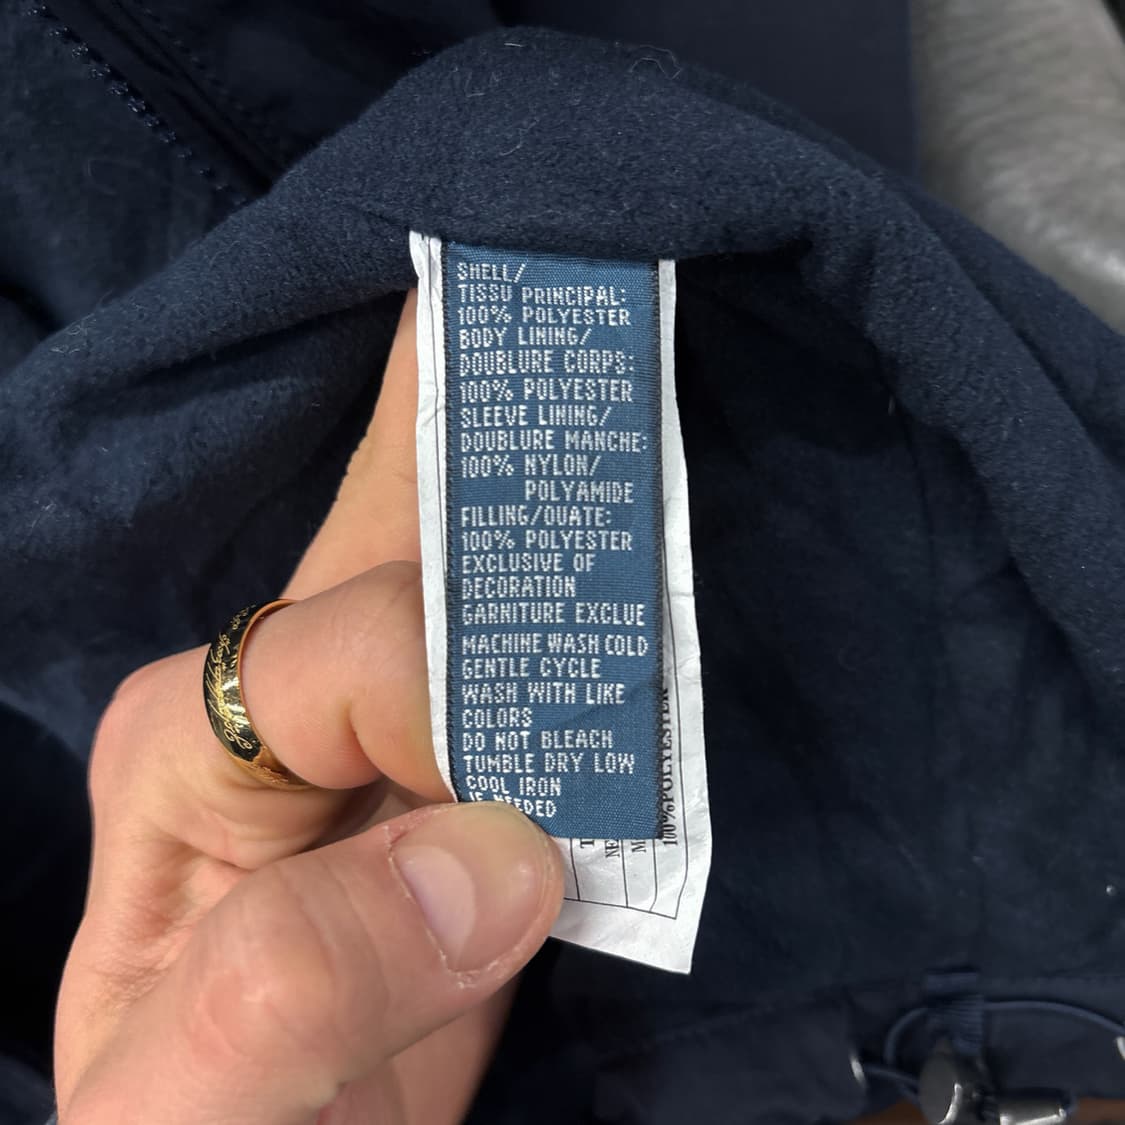 SHELL/
TISSU PRINCIPAL:
100% POLYESTER
BODY LINING/
DOUBLURE CORPS:
100% POLYESTER
SLEEVE LINING/
DOUBLURE MANCHE:
100% NYLON/
POLYAMIDE
FILLING/OUATE:
100% POLYESTER
EXCLUSIVE OF
DECORATION
GARNITURE EXCLUE
MACHINE WASH COLD
GENTLE CYCLE
WASH WITH LIKE
COLORS
DO NOT BLEACH
TUMBLE DRY LOW
COOL IRON
IF NEEDED
100%POLYESTER